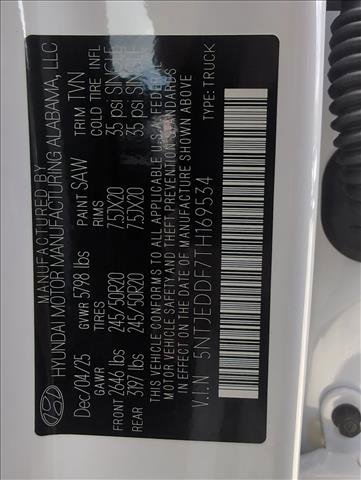 MANUFACTURED BY
HYUNDAI MOTOR MANUFACTURING ALABAMA, LLC
Dec/04/25 GVWR 5798 lbs PAINT SAW TRIM TVN
GAWR TIRES RIMS COLD TIRE INFL
FRONT 2646 lbs 245/50R20 7.5JX20 35 psi SINGLE
REAR 3197 lbs 245/50R20 7.5JX20 35 psi SINGLE
THIS VEHICLE CONFORMS TO ALL APPLICABLE U.S.A FEDERAL
MOTOR VEHICLE SAFETY AND THEFT PREVENTION STANDARDS
IN EFFECT ON THE DATE OF MANUFACTURE SHOWN ABOVE.
V.I.N 5NTJEDDF7TH169534 TYPE:TRUCK